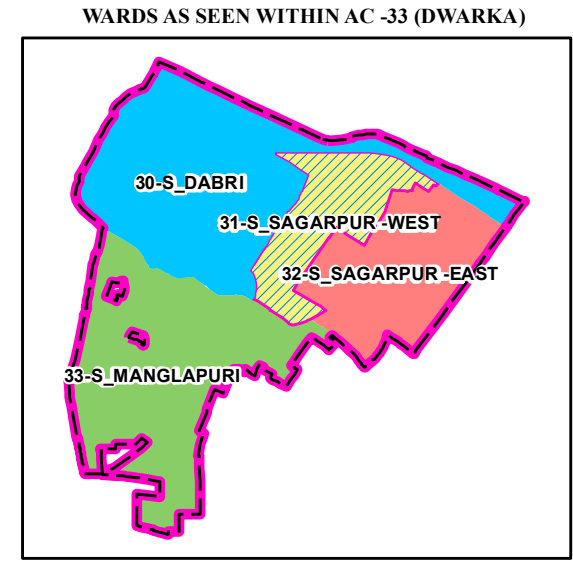 WARDS AS SEEN WITHIN AC -33 (DWARKA)
30-S_DABRI
31-S_SAGARPUR -WEST
32-S_SAGARPUR -EAST
33-S_MANGLAPURI